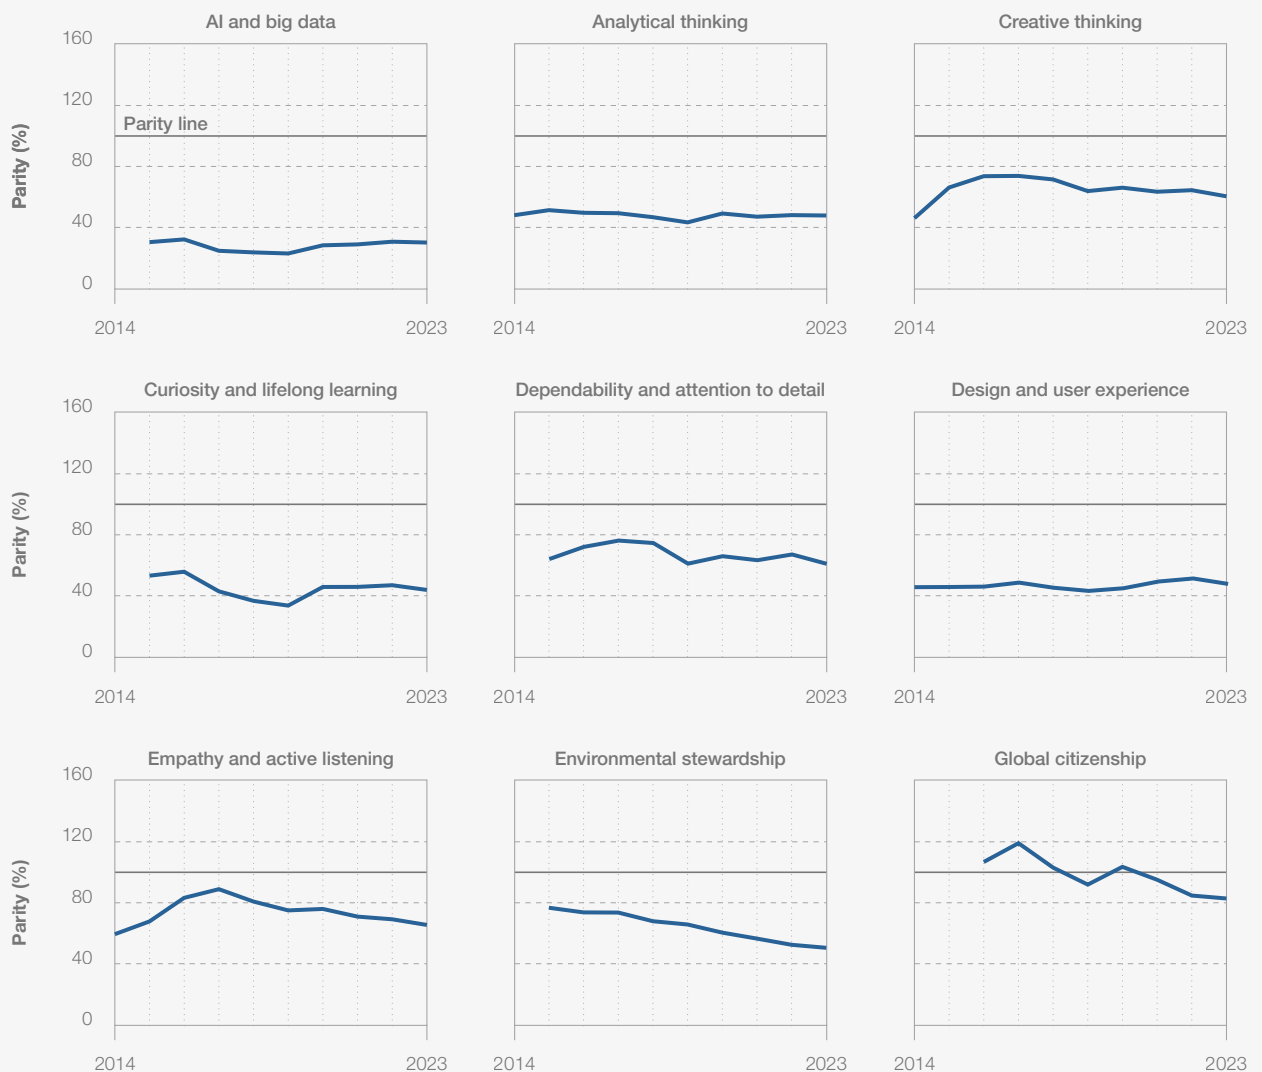 AI and big data
Analytical thinking
Creative thinking
Parity (%)
160
120
80
40
0
Parity line
2014
2023
2014
2023
2014
2023
Curiosity and lifelong learning
Dependability and attention to detail
Design and user experience
Parity (%)
160
120
80
40
0
2014
2023
2014
2023
2014
2023
Empathy and active listening
Environmental stewardship
Global citizenship
Parity (%)
160
120
80
40
0
2014
2023
2014
2023
2014
2023